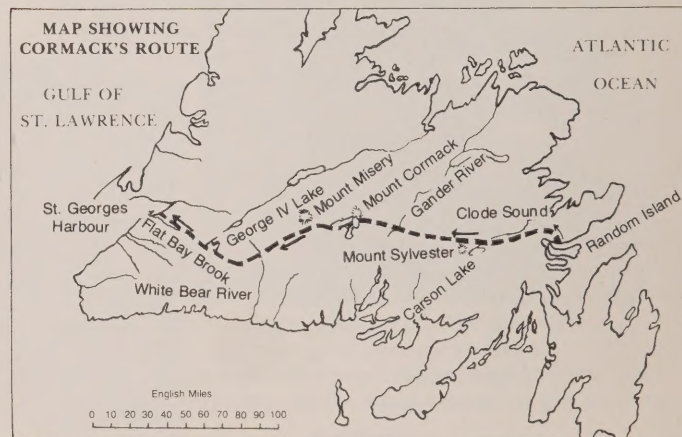 MAP SHOWING
CORMACK'S ROUTE
GULF OF
ST. LAWRENCE
ATLANTIC
OCEAN
St. Georges
Harbour
Flat Bay Brook
White Bear River
George IV Lake
Mount Misery
Mount Cormack
Gander River
Clode Sound
Random Island
Mount Sylvester
Carson Lake
English Miles
0 10 20 30 40 50 60 70 80 90 100